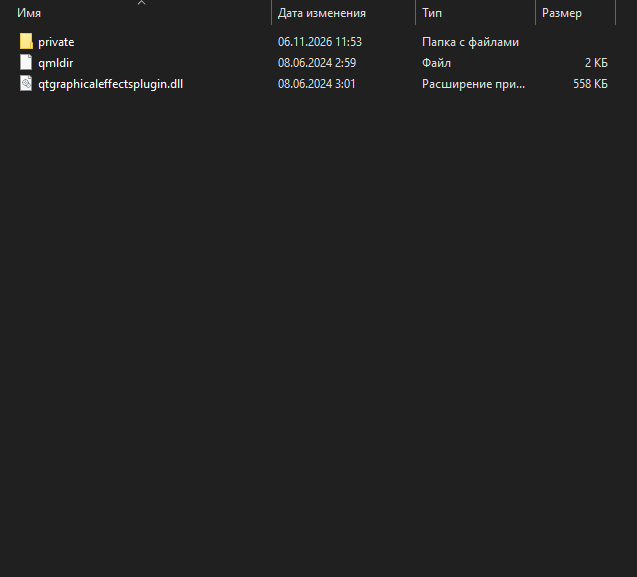 Имя Дата изменения Тип Размер
private 06.11.2026 11:53 Папка с файлами
qmldir 08.06.2024 2:59 Файл 2 КБ
qtgraphicaleffectsplugin.dll 08.06.2024 3:01 Расширение при... 558 КБ